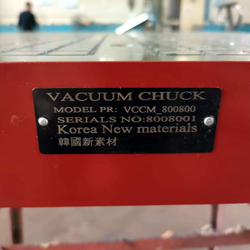 VACUUM CHUCK
MODEL PR: VCCM_800800
SERIALS NO:8008001
Korea New materials
韓國新素材